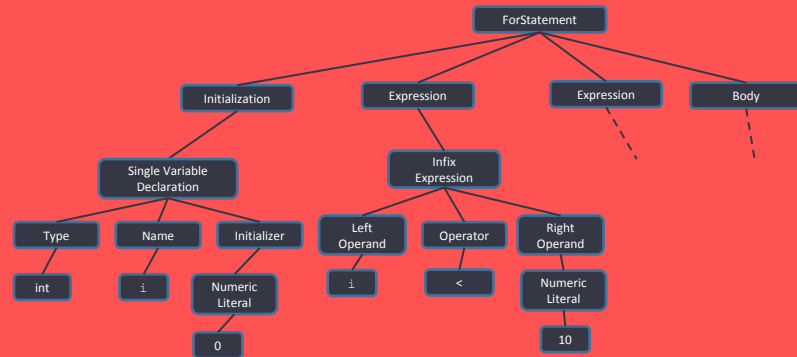 ForStatement
Initialization
Expression
Expression
Body
Single Variable
Declaration
Infix
Expression
Type
Name
Initializer
Left
Operand
Operator
Right
Operand
int
i
Numeric
Literal
i
<
Numeric
Literal
0
10